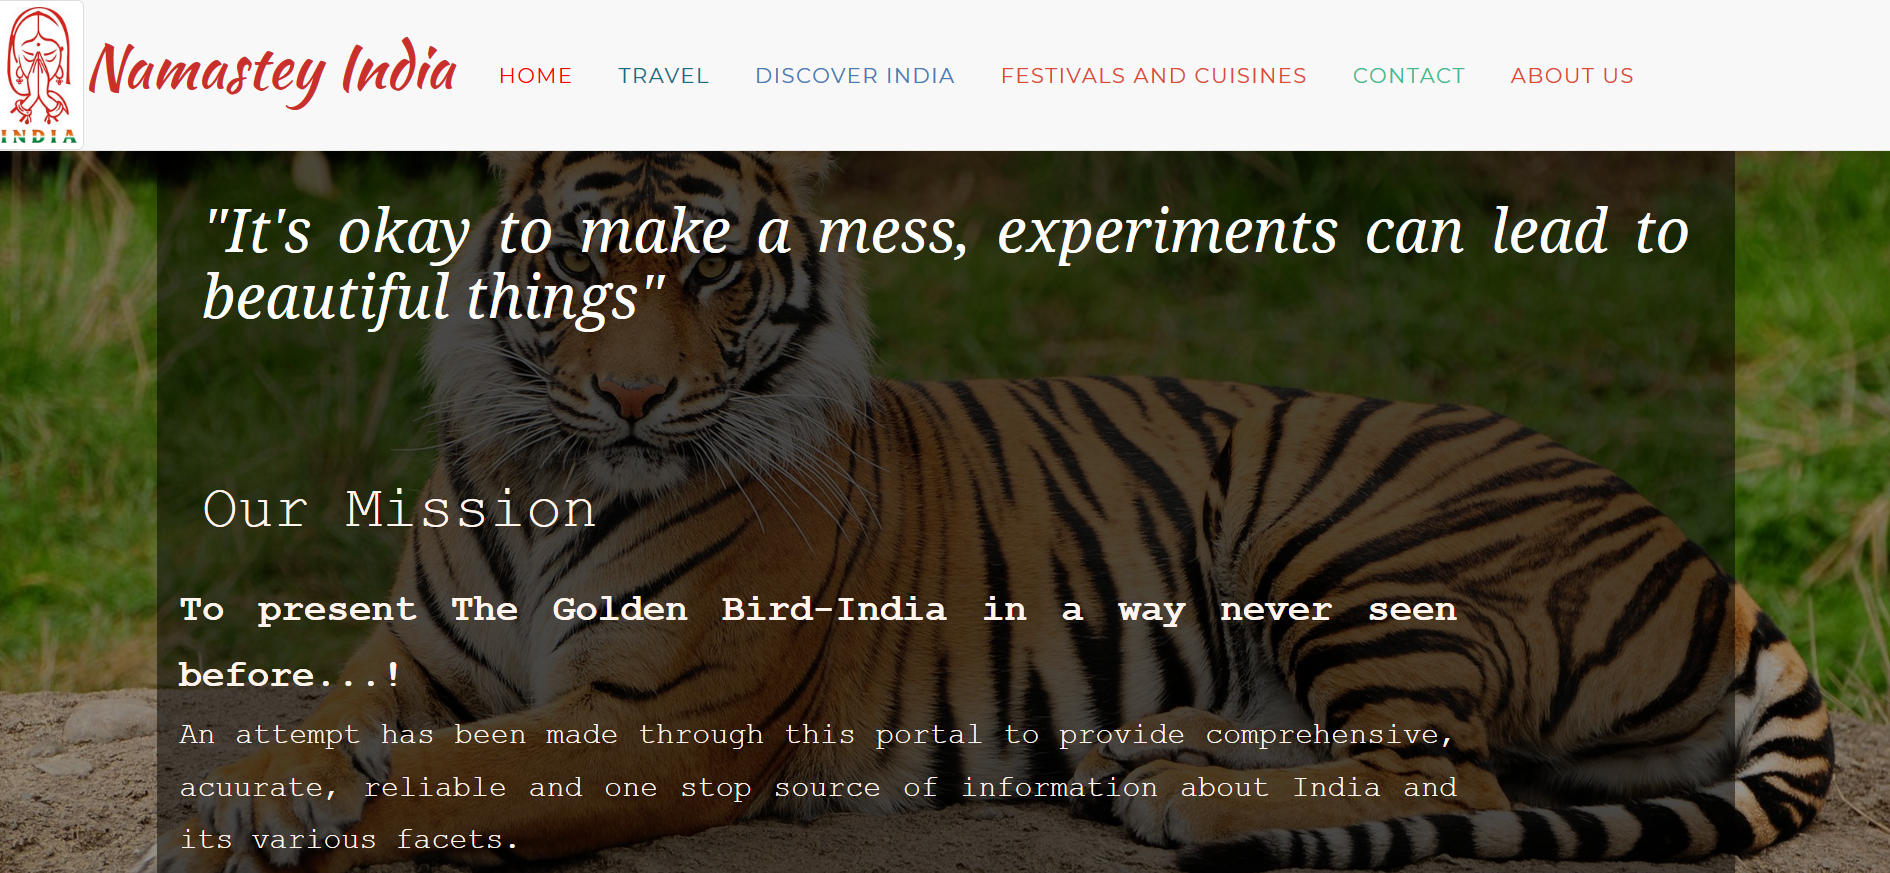 INDIA
Namastey India
HOME TRAVEL DISCOVER INDIA FESTIVALS AND CUISINES CONTACT ABOUT US
"It's okay to make a mess, experiments can lead to
beautiful things"
Our Mission
To present The Golden Bird-India in a way never seen
before...!
An attempt has been made through this portal to provide comprehensive,
acuurate, reliable and one stop source of information about India and
its various facets.